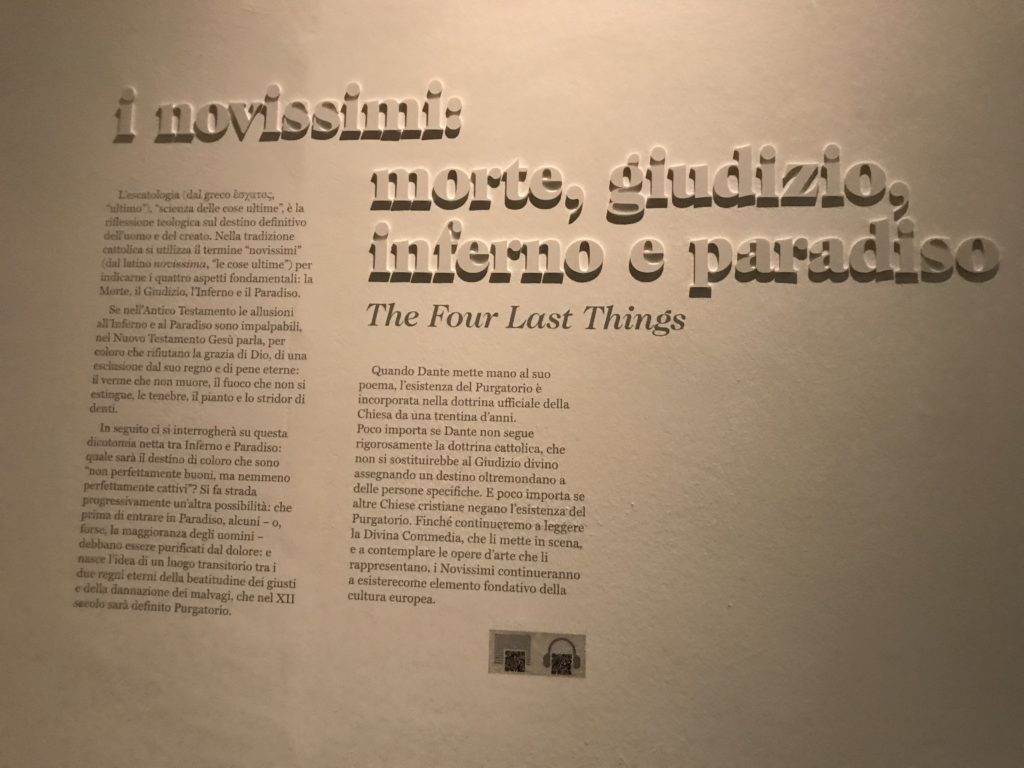 i novissimi:
morte, giudizio,
inferno e paradiso
The Four Last Things
L'escatologia (dal greco ἔσχατος,
"ultimo"), "scienza delle cose ultime", è la
riflessione teologica sul destino definitivo
dell'uomo e del creato. Nella tradizione
cattolica si utilizza il termine "novissimi"
(dal latino novissima, "le cose ultime") per
indicarne i quattro aspetti fondamentali: la
Morte, il Giudizio, l'Inferno e il Paradiso.
Se nell'Antico Testamento le allusioni
all'Inferno e al Paradiso sono impalpabili,
nel Nuovo Testamento Gesù parla, per
coloro che rifiutano la grazia di Dio, di una
esclusione dal suo regno e di pene eterne:
il verme che non muore, il fuoco che non si
estingue, le tenebre, il pianto e lo stridor di
denti.
In seguito ci si interrogherà su questa
dicotomia netta tra Inferno e Paradiso:
quale sarà il destino di coloro che sono
"non perfettamente buoni, ma nemmeno
perfettamente cattivi"? Si fa strada
progressivamente un'altra possibilità: che
prima di entrare in Paradiso, alcuni – o,
forse, la maggioranza degli uomini –
debbano essere purificati dal dolore: e
nasce l'idea di un luogo transitorio tra i
due regni eterni della beatitudine dei giusti
e della dannazione dei malvagi, che nel XII
secolo sarà definito Purgatorio.
Quando Dante mette mano al suo
poema, l'esistenza del Purgatorio è
incorporata nella dottrina ufficiale della
Chiesa da una trentina d'anni.
Poco importa se Dante non segue
rigorosamente la dottrina cattolica, che
non si sostituirebbe al Giudizio divino
assegnando un destino oltremondano a
delle persone specifiche. E poco importa se
altre Chiese cristiane negano l'esistenza del
Purgatorio. Finché continueremo a leggere
la Divina Commedia, che li mette in scena,
e a contemplare le opere d'arte che li
rappresentano, i Novissimi continueranno
a esisterecome elemento fondativo della
cultura europea.